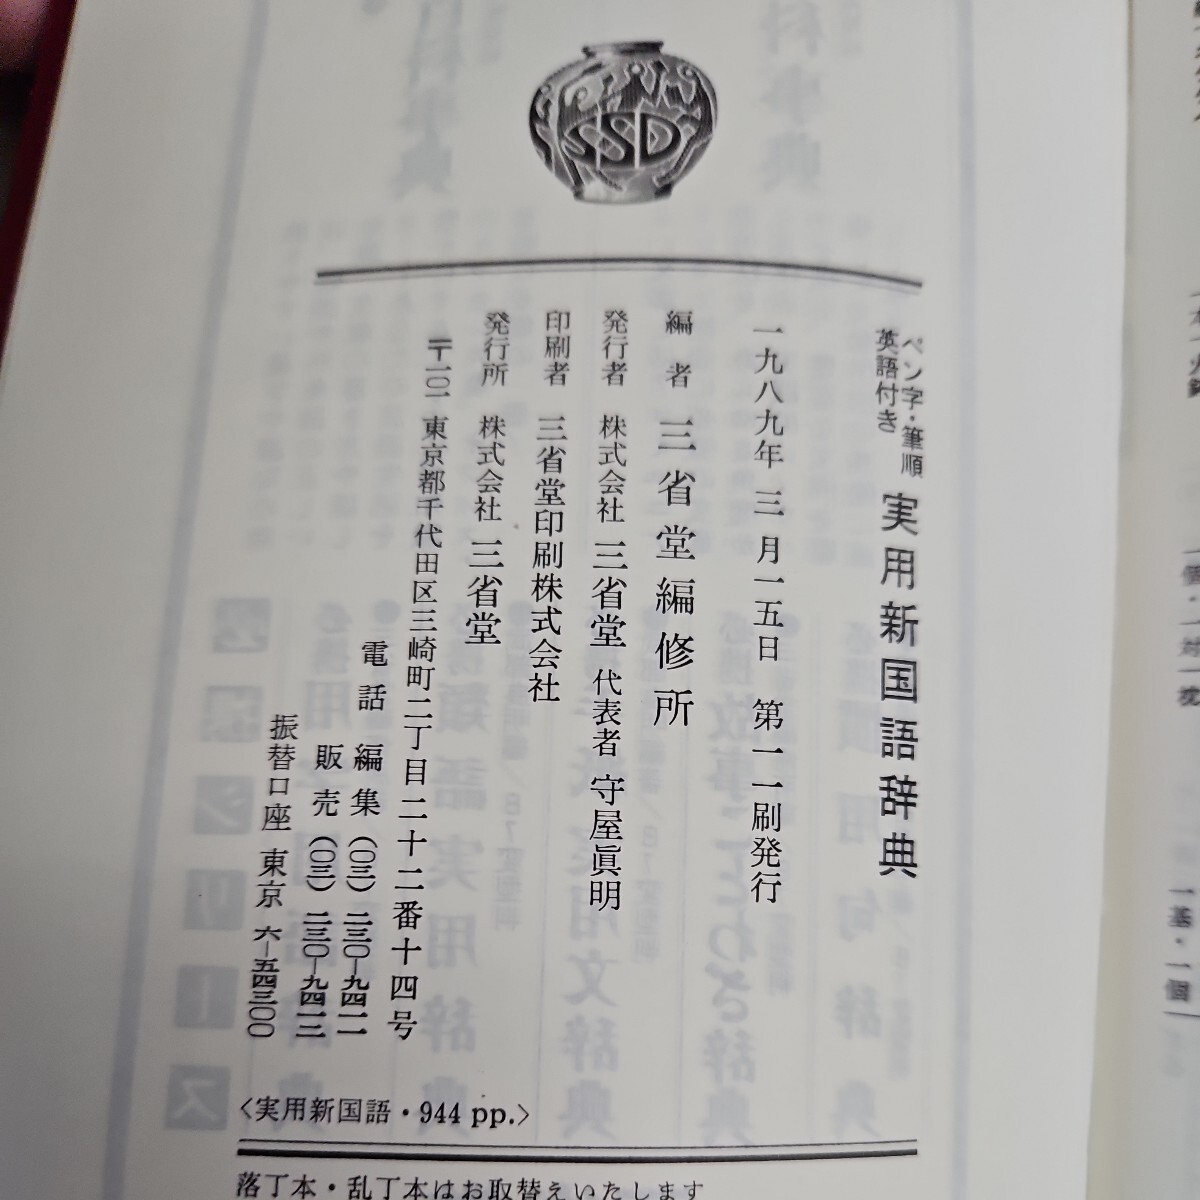 SSD
ペン字・筆順
英語付き
実用新国語辞典
一九八九年 三月一五日 第一一刷発行
編者 三省堂編修所
発行者 株式会社 三省堂 代表者 守屋眞明
印刷者 三省堂印刷株式会社
発行所 株式会社 三省堂
〒一〇一 東京都千代田区三崎町二丁目二十二番十四号
電話 編集(〇三)二三〇-九四一一
販売(〇三)二三〇-九四一二
振替口座 東京 六-五四三〇〇
〈実用新国語・944 pp.〉
落丁本・乱丁本はお取替えいたします
一基・一個